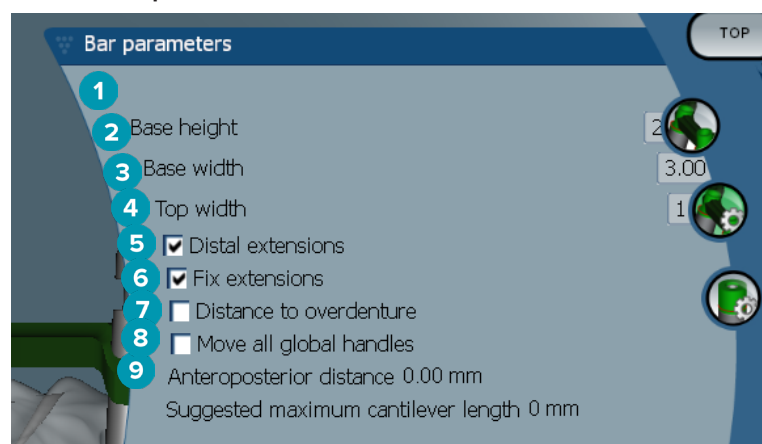 TOP
Bar parameters
1
2 Base height 2
3 Base width 3.00
4 Top width 1
5 Distal extensions
6 Fix extensions
7 Distance to overdenture
8 Move all global handles
9 Anteroposterior distance 0.00 mm
Suggested maximum cantilever length 0 mm